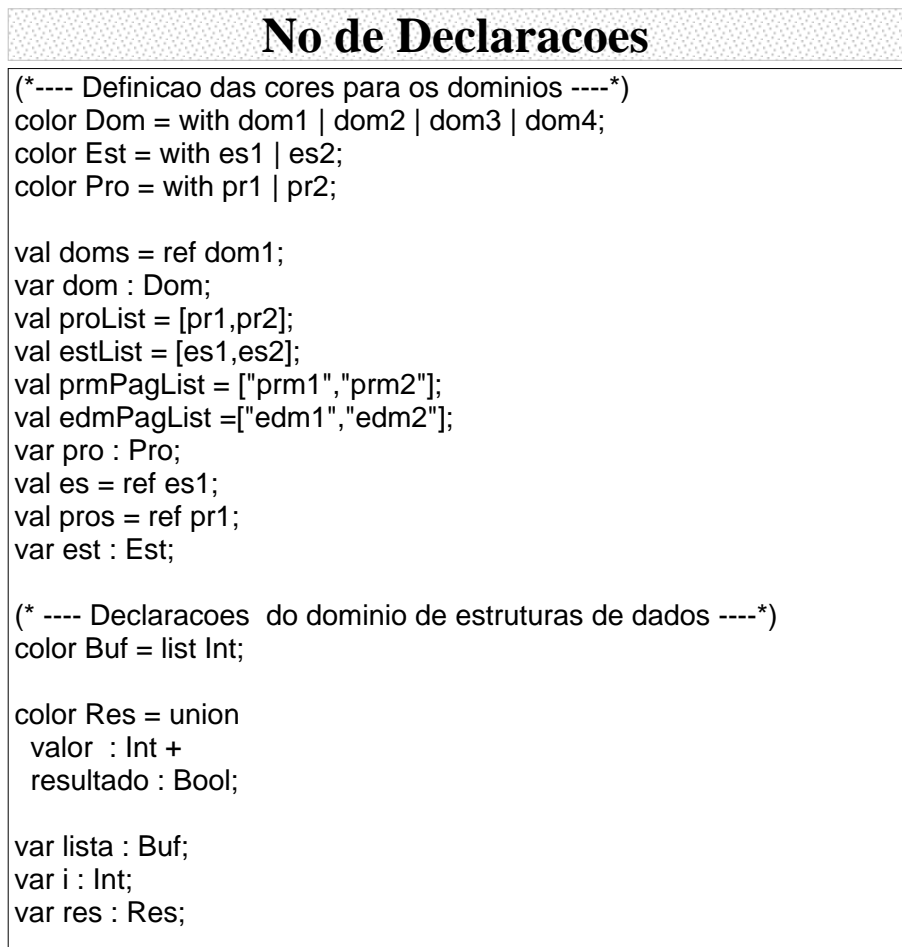 No de Declaracoes
(*---- Definicao das cores para os dominios ----*)
color Dom = with dom1 | dom2 | dom3 | dom4;
color Est = with es1 | es2;
color Pro = with pr1 | pr2;
val doms = ref dom1;
var dom : Dom;
val proList = [pr1,pr2];
val estList = [es1,es2];
val prmPagList = ["prm1","prm2"];
val edmPagList =["edm1","edm2"];
var pro : Pro;
val es = ref es1;
val pros = ref pr1;
var est : Est;
(* ---- Declaracoes  do dominio de estruturas de dados ----*)
color Buf = list Int;
color Res = union
valor  : Int +
resultado : Bool;
var lista : Buf;
var i : Int;
var res : Res;